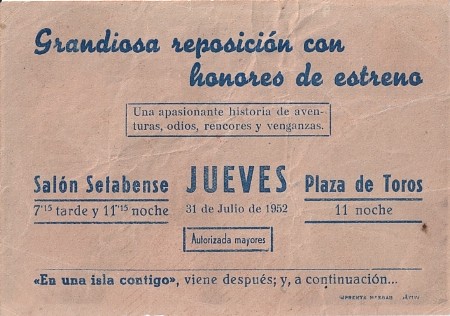 Grandiosa reposición con
honores de estreno
Una apasionante historia de aven-
turas, odios, rencores y venganzas.
Salón Setabense
7'15 tarde y 11'15 noche
JUEVES
31 de Julio de 1952
Autorizada mayores
Plaza de Toros
11 noche
«En una isla contigo», viene después; y, a continuación...